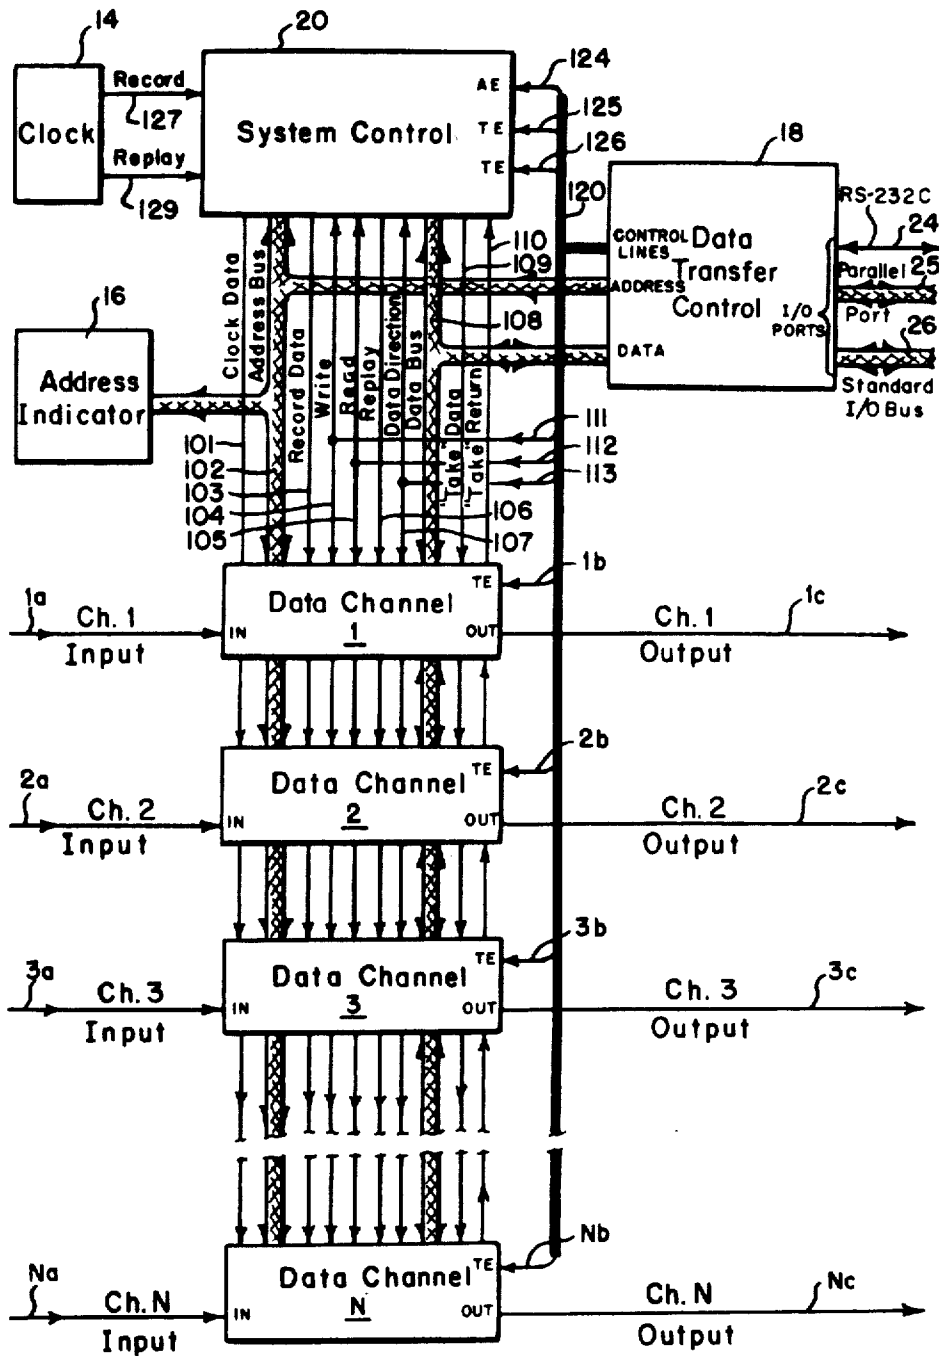 14
20
Clock
Record
127
Replay
129
System Control
AE
124
TE
125
TE
126
120
18
CONTROL
LINES
Data
Transfer
Control
ADDRESS
DATA
I/O
PORTS
RS-232C
24
Parallel
25
Port
26
Standard
I/O Bus
16
Address
Indicator
Clock Data
Address Bus
Record Data
Write
Read
Replay
Data Direction
Data Bus
"Take" Data
"Take" Return
110
109
108
111
112
113
101
102
103
104
105
106
107
1b
1a
Ch. 1
Input
IN
Data Channel
1
TE
OUT
Ch. 1
Output
1c
2b
2a
Ch. 2
Input
IN
Data Channel
2
TE
OUT
Ch. 2
Output
2c
3b
3a
Ch. 3
Input
IN
Data Channel
3
TE
OUT
Ch. 3
Output
3c
Nb
Na
Ch. N
Input
IN
Data Channel
N
TE
OUT
Ch. N
Output
Nc